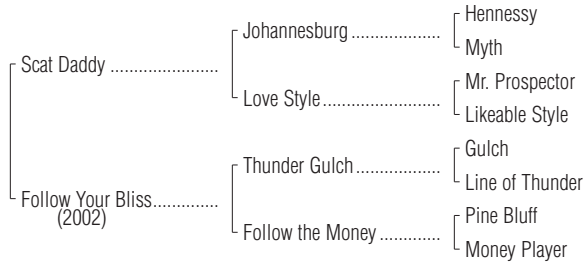 Hennessy
Johannesburg ..................
Myth
Scat Daddy ......................
Mr. Prospector
Love Style........................
Likeable Style
Gulch
Thunder Gulch.................
Line of Thunder
Follow Your Bliss.............
(2002)
Pine Bluff
Follow the Money ............
Money Player